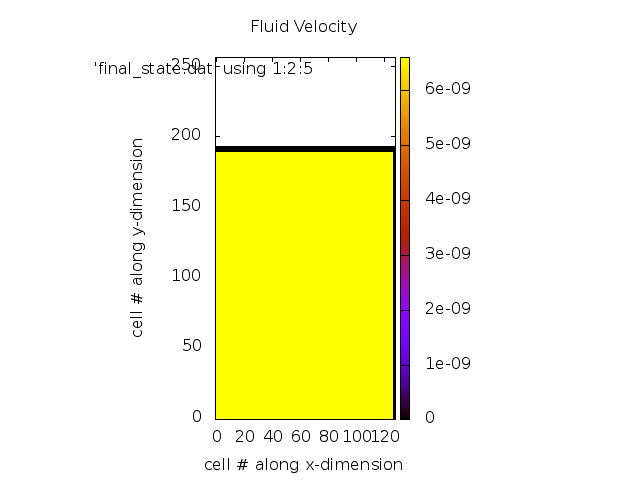 Fluid Velocity
'final_state.dat' using 1:2:5
250
200
150
100
50
0
cell # along y-dimension
0 20 40 60 80 100 120
cell # along x-dimension
6e-09
5e-09
4e-09
3e-09
2e-09
1e-09
0